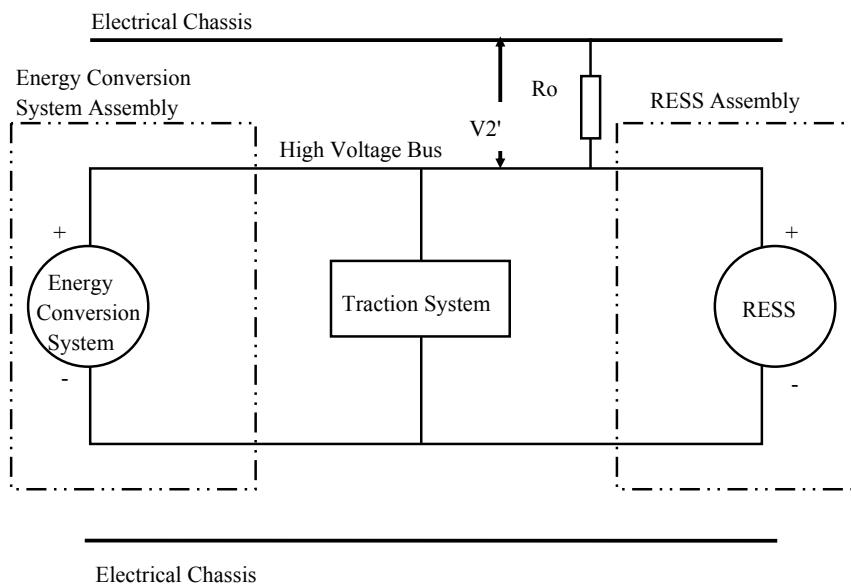 Electrical Chassis
Energy Conversion
System Assembly
Ro
RESS Assembly
V2'
High Voltage Bus
+
+
Energy
Conversion
System
Traction System
RESS
-
-
Electrical Chassis